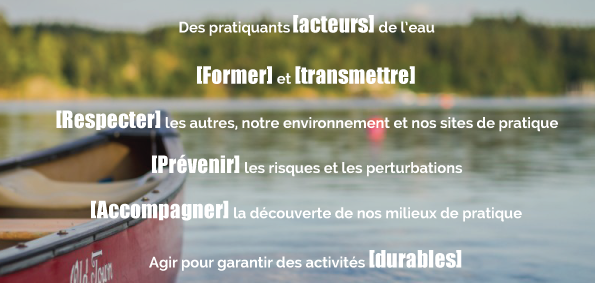 Des pratiquants [acteurs] de l'eau
[Former] et [transmettre]
[Respecter] les autres, notre environnement et nos sites de pratique
[Prévenir] les risques et les perturbations
[Accompagner] la découverte de nos milieux de pratique
Agir pour garantir des activités [durables]
Old Town